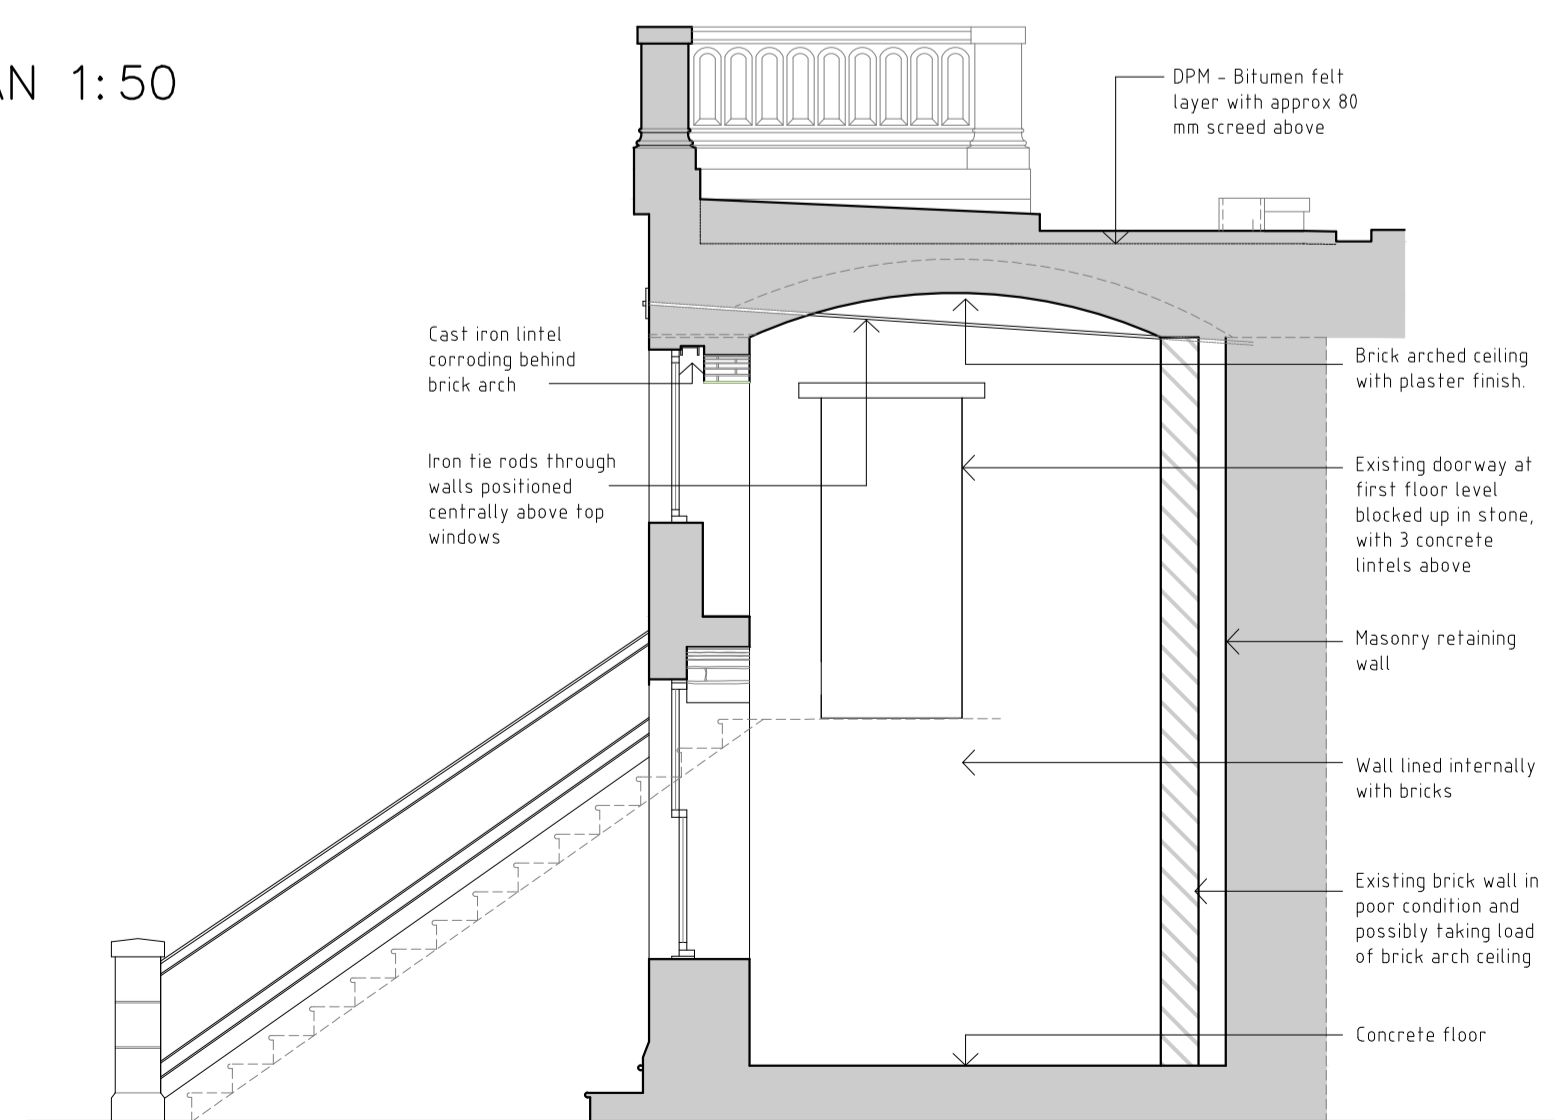 AN 1:50
DPM - Bitumen felt
layer with approx 80
mm screed above
Cast iron lintel
corroding behind
brick arch
Iron tie rods through
walls positioned
centrally above top
windows
Brick arched ceiling
with plaster finish.
Existing doorway at
first floor level
blocked up in stone,
with 3 concrete
lintels above
Masonry retaining
wall
Wall lined internally
with bricks
Existing brick wall in
poor condition and
possibly taking load
of brick arch ceiling
Concrete floor